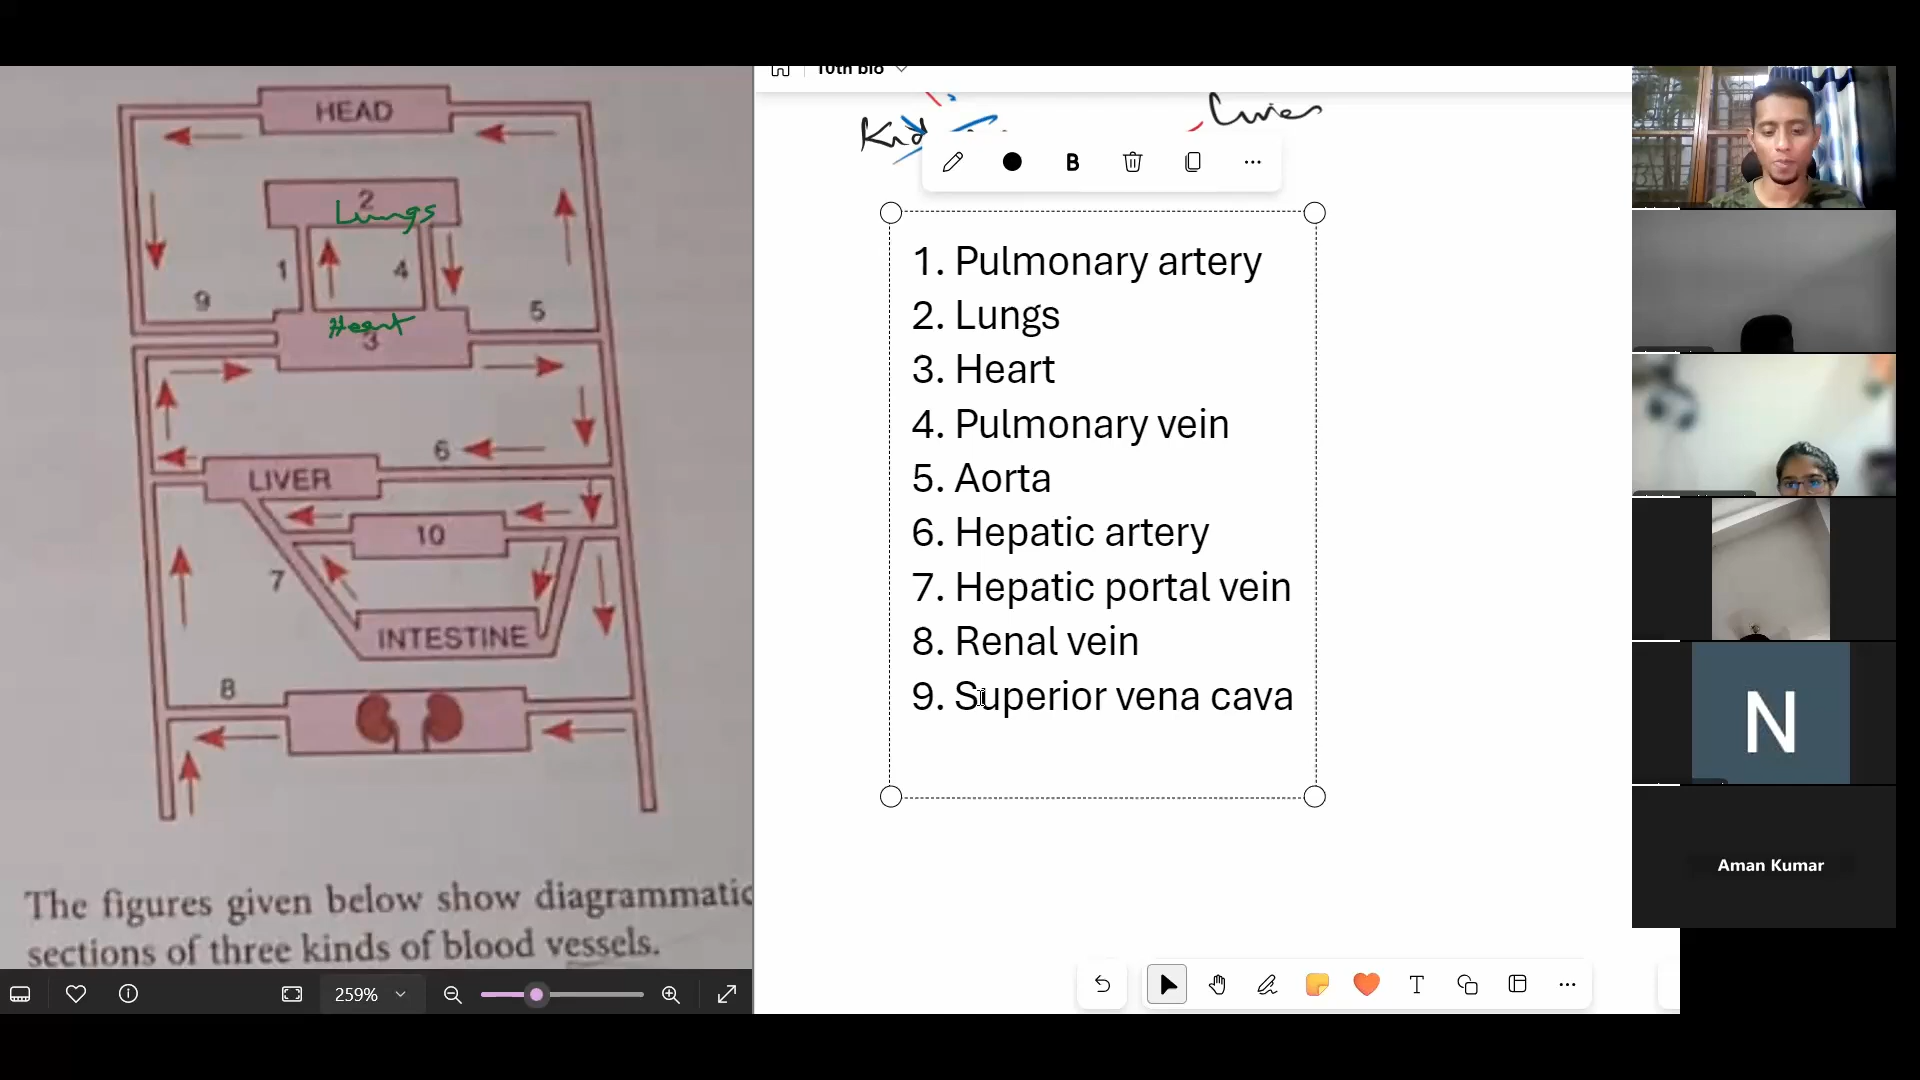 HEAD
2
Lungs
1
4
9
5
Heart
3
6
LIVER
10
7
INTESTINE
8
The figures given below show diagrammatic
sections of three kinds of blood vessels.
259%
10th bio
Liver
B
1. Pulmonary artery
2. Lungs
3. Heart
4. Pulmonary vein
5. Aorta
6. Hepatic artery
7. Hepatic portal vein
8. Renal vein
9. Superior vena cava
T
N
Aman Kumar